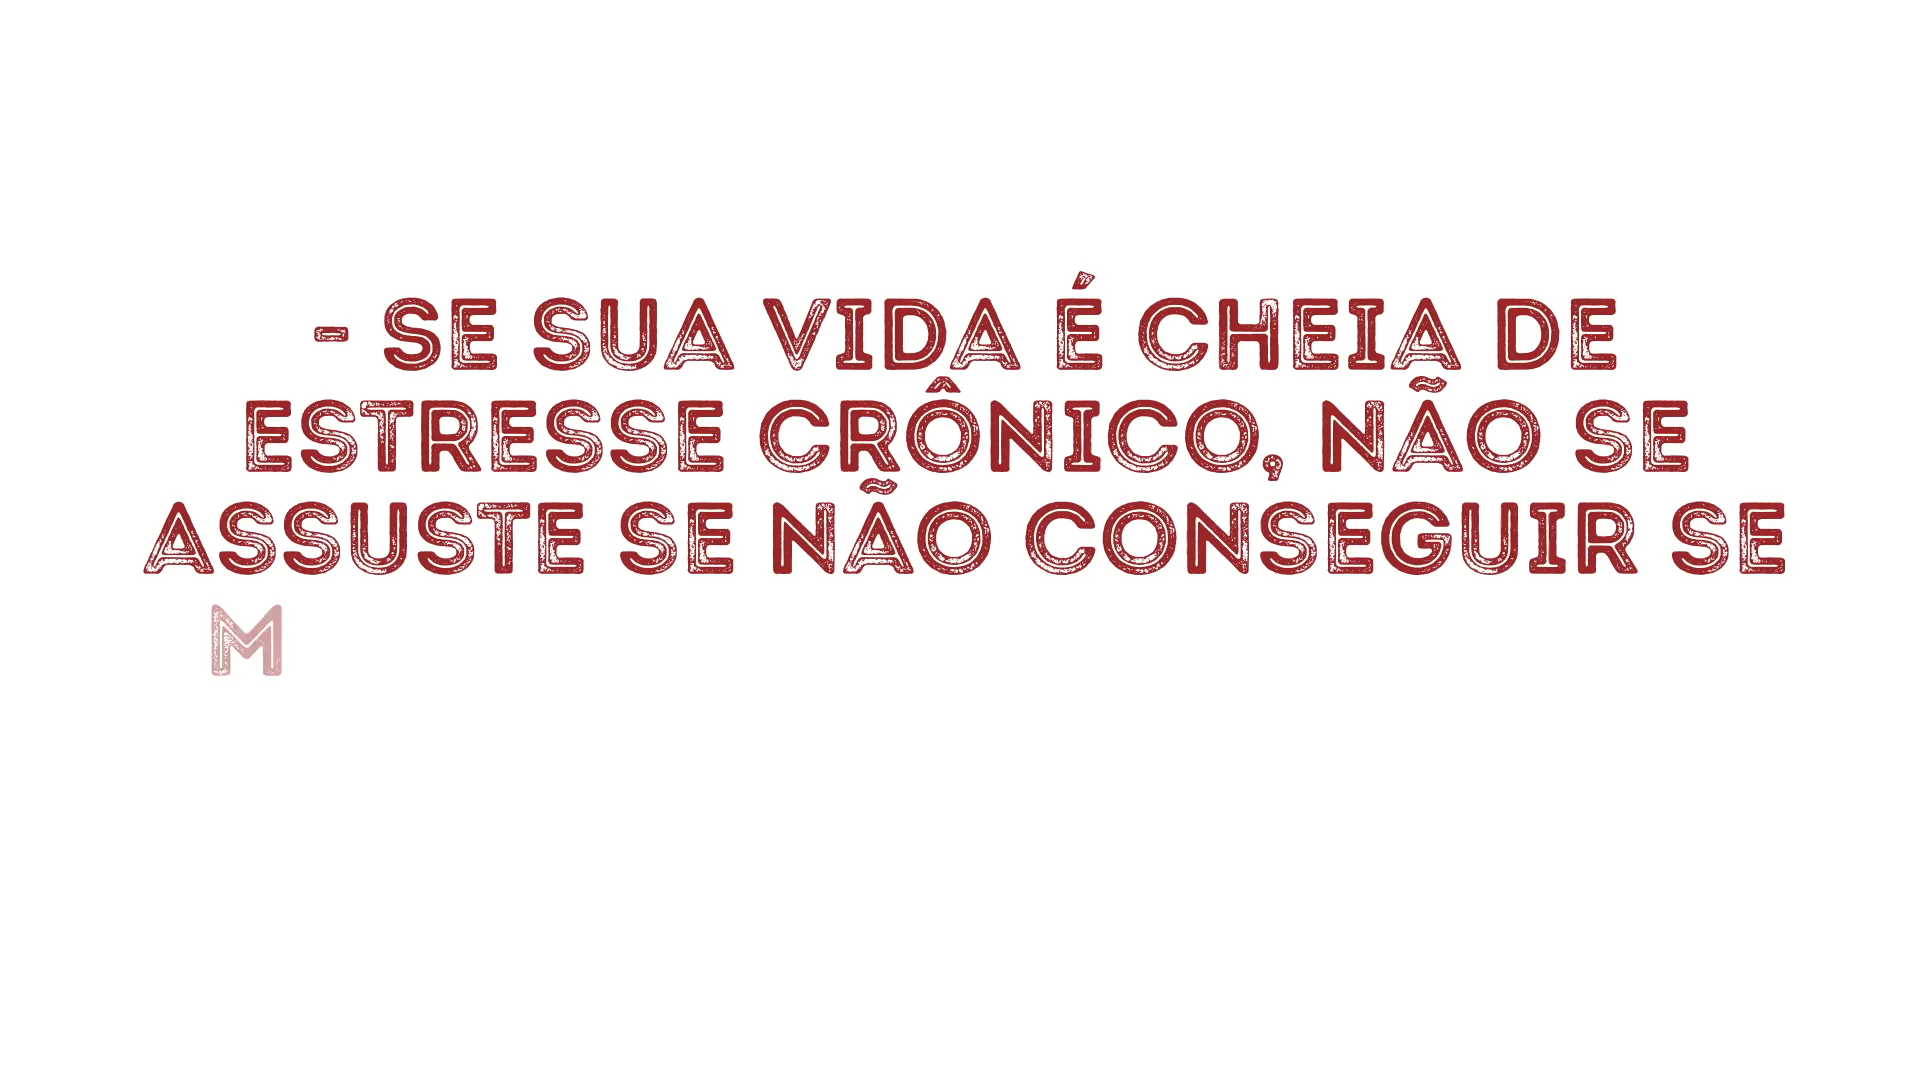 - SE SUA VIDA É CHEIA DE
ESTRESSE CRÔNICO, NÃO SE
ASSUSTE SE NÃO CONSEGUIR SE
M